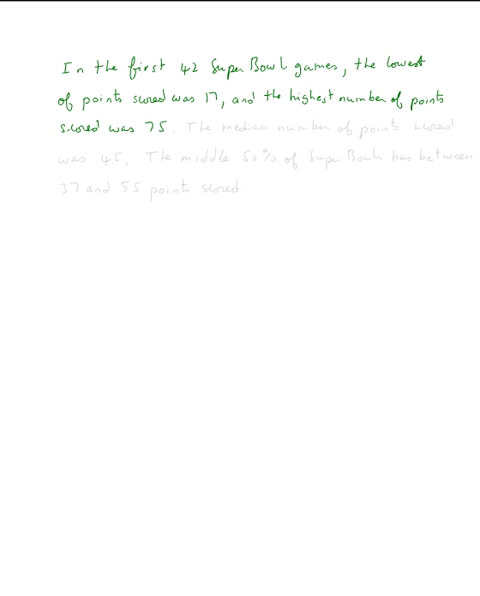 In the first 42 Super Bowl games, the lowest
of points scored was 17, and the highest number of points
scored was 75. The median number of points scored
was 45. The middle 50% of Super Bowls has between
37 and 55 points scored.